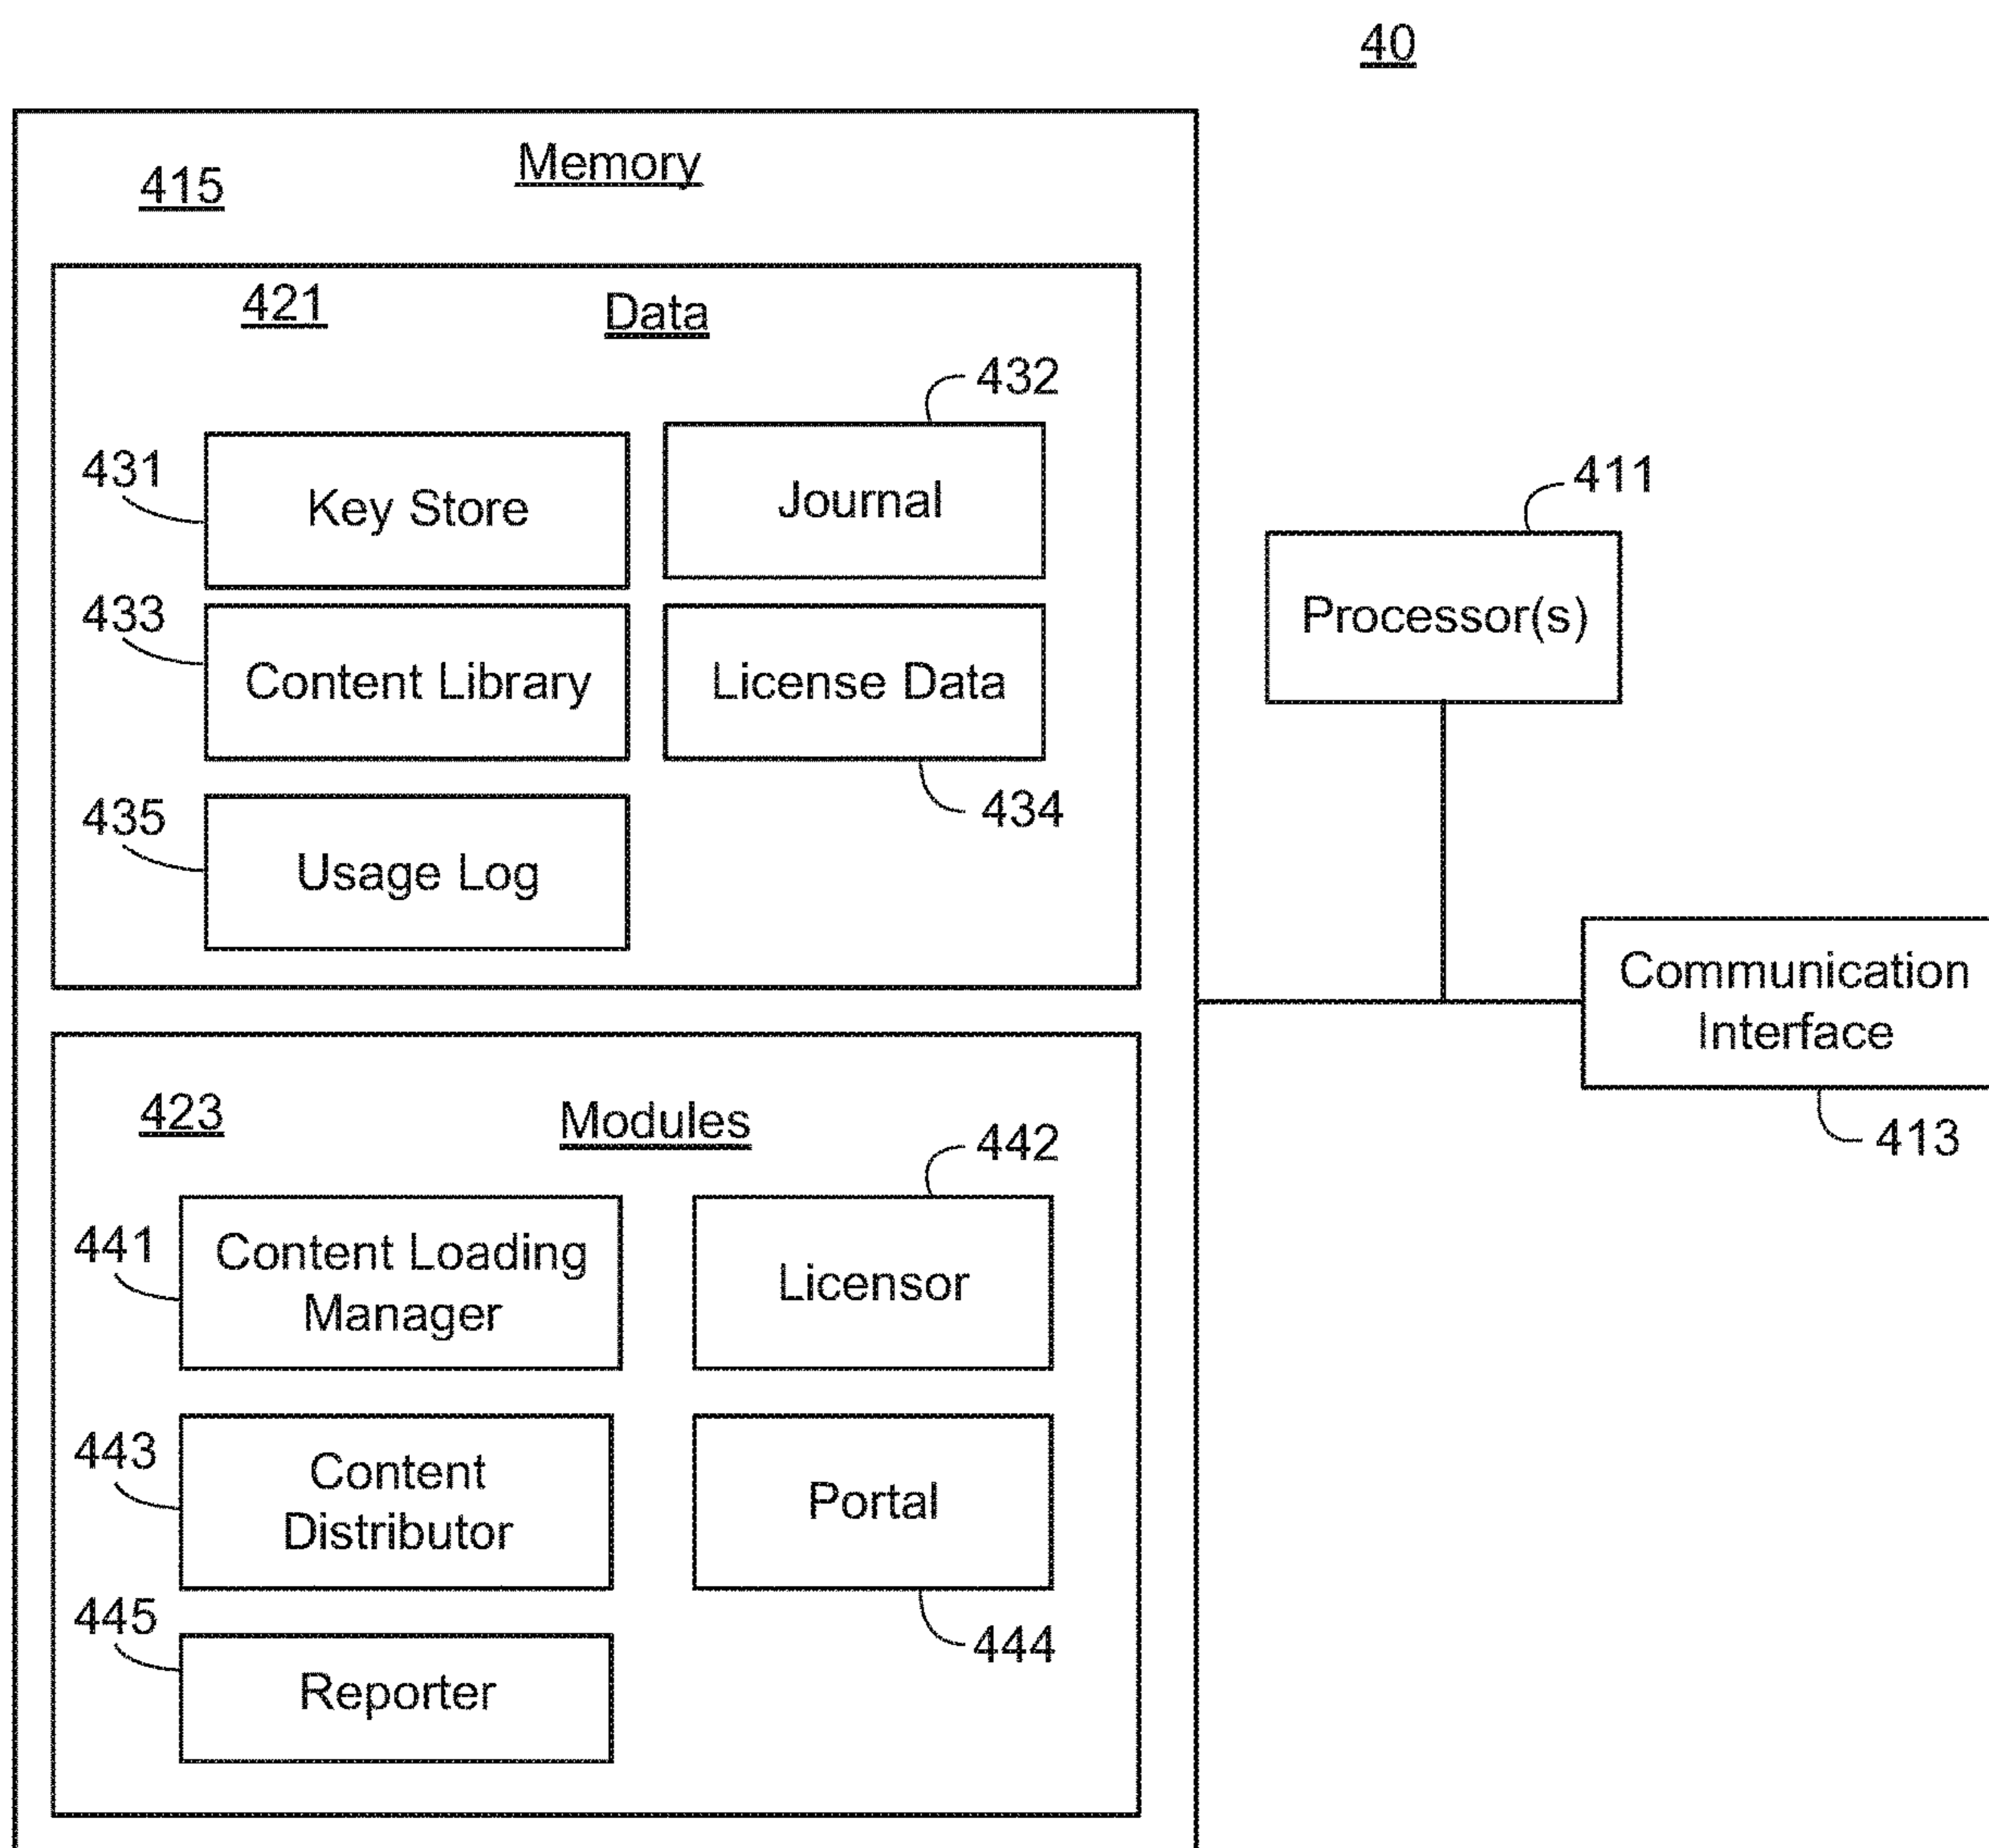 40
Memory
415
421
Data
432
431
Key Store
Journal
433
Content Library
License Data
435
434
Usage Log
411
Processor(s)
Communication
Interface
413
423
Modules
442
441
Content Loading
Manager
Licensor
443
Content
Distributor
Portal
445
444
Reporter